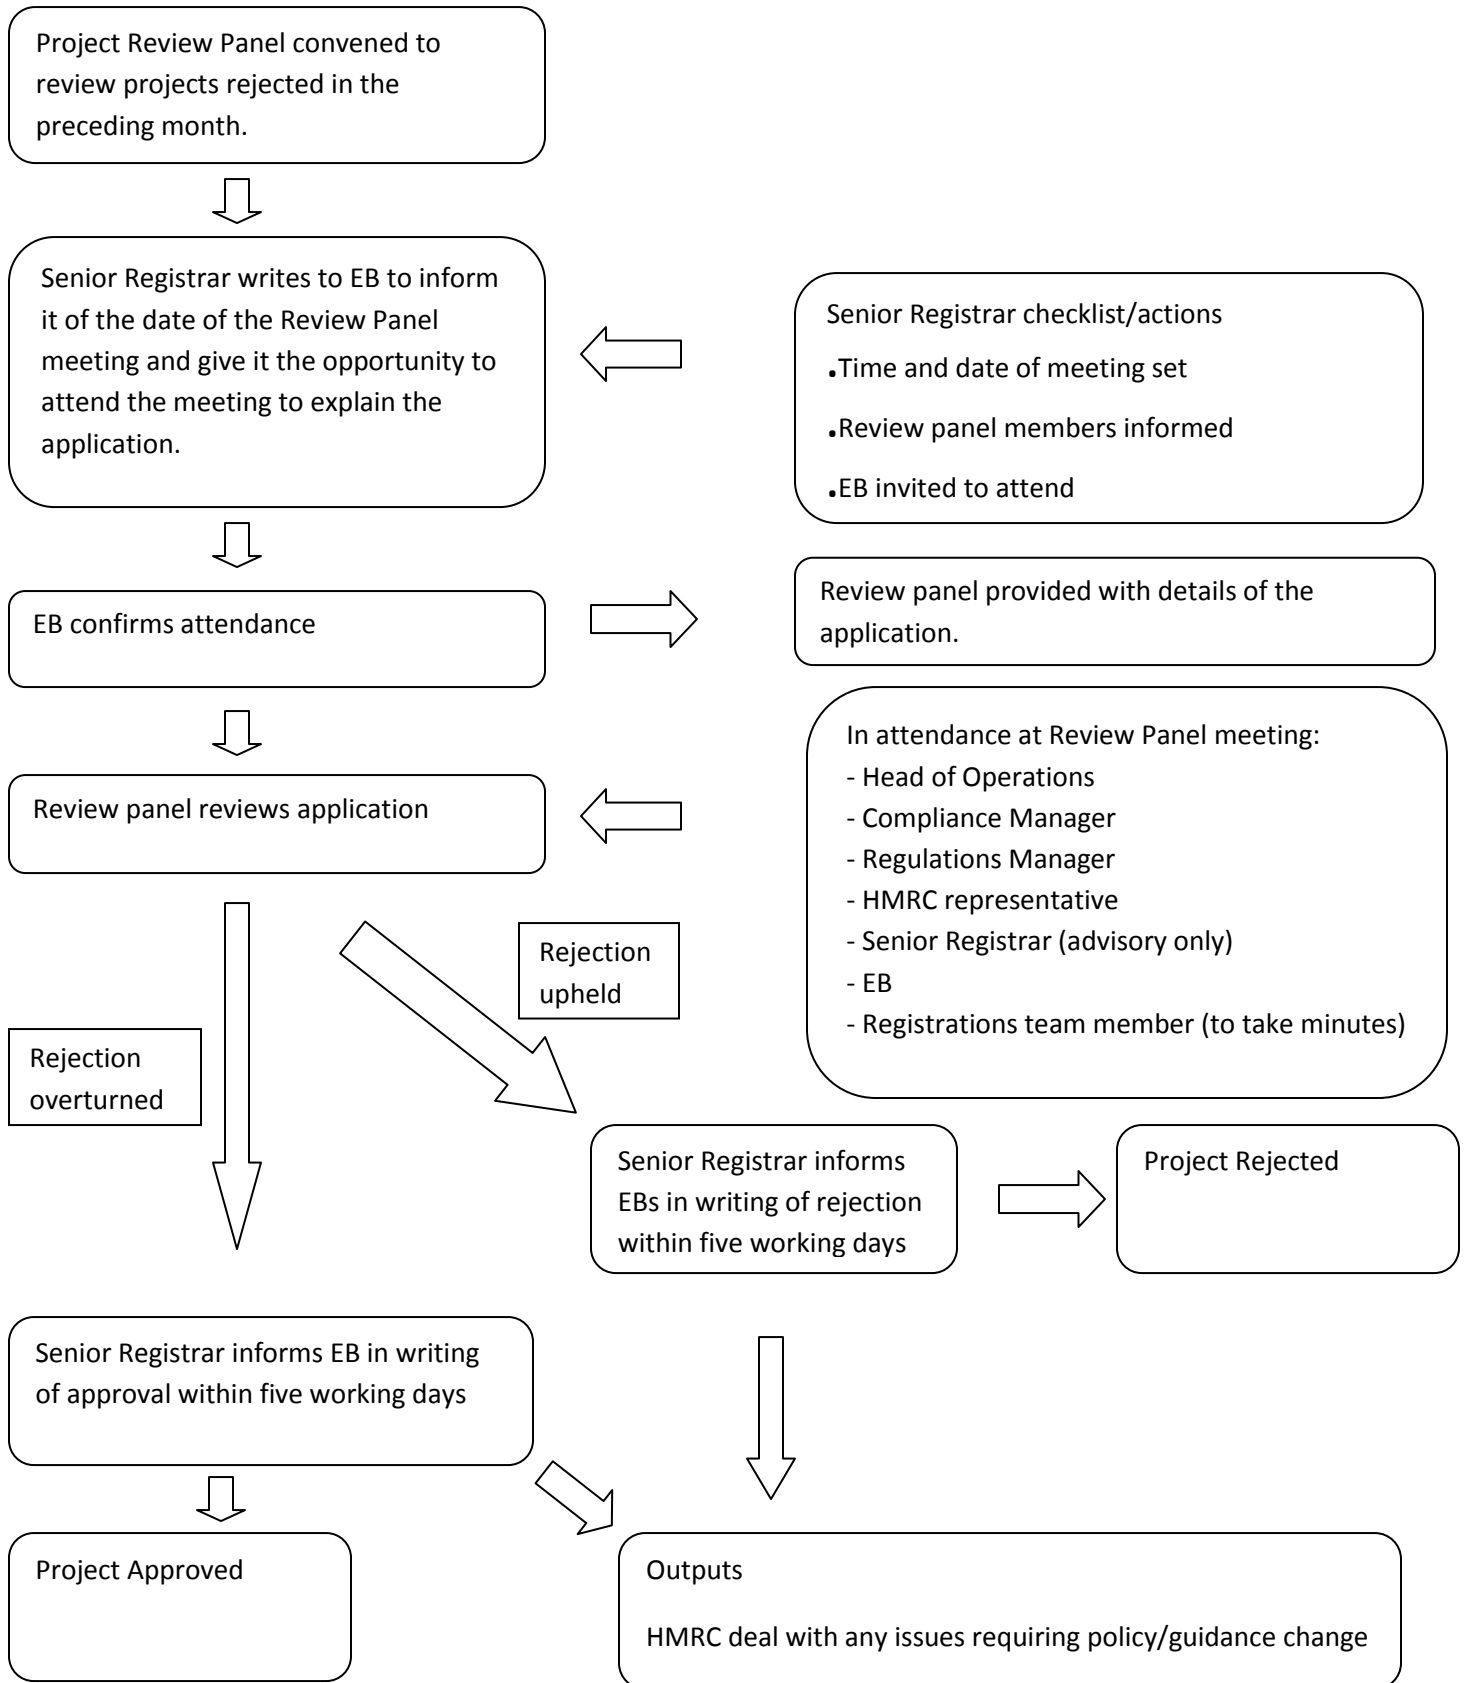 Project Review Panel convened to
review projects rejected in the
preceding month.
Senior Registrar writes to EB to inform
it of the date of the Review Panel
meeting and give it the opportunity to
attend the meeting to explain the
application.
Senior Registrar checklist/actions
.Time and date of meeting set
.Review panel members informed
.EB invited to attend
EB confirms attendance
Review panel provided with details of the
application.
Review panel reviews application
In attendance at Review Panel meeting:
- Head of Operations
- Compliance Manager
- Regulations Manager
- HMRC representative
- Senior Registrar (advisory only)
- EB
- Registrations team member (to take minutes)
Rejection
upheld
Rejection
overturned
Senior Registrar informs
EBs in writing of rejection
within five working days
Project Rejected
Senior Registrar informs EB in writing
of approval within five working days
Project Approved
Outputs
HMRC deal with any issues requiring policy/guidance change